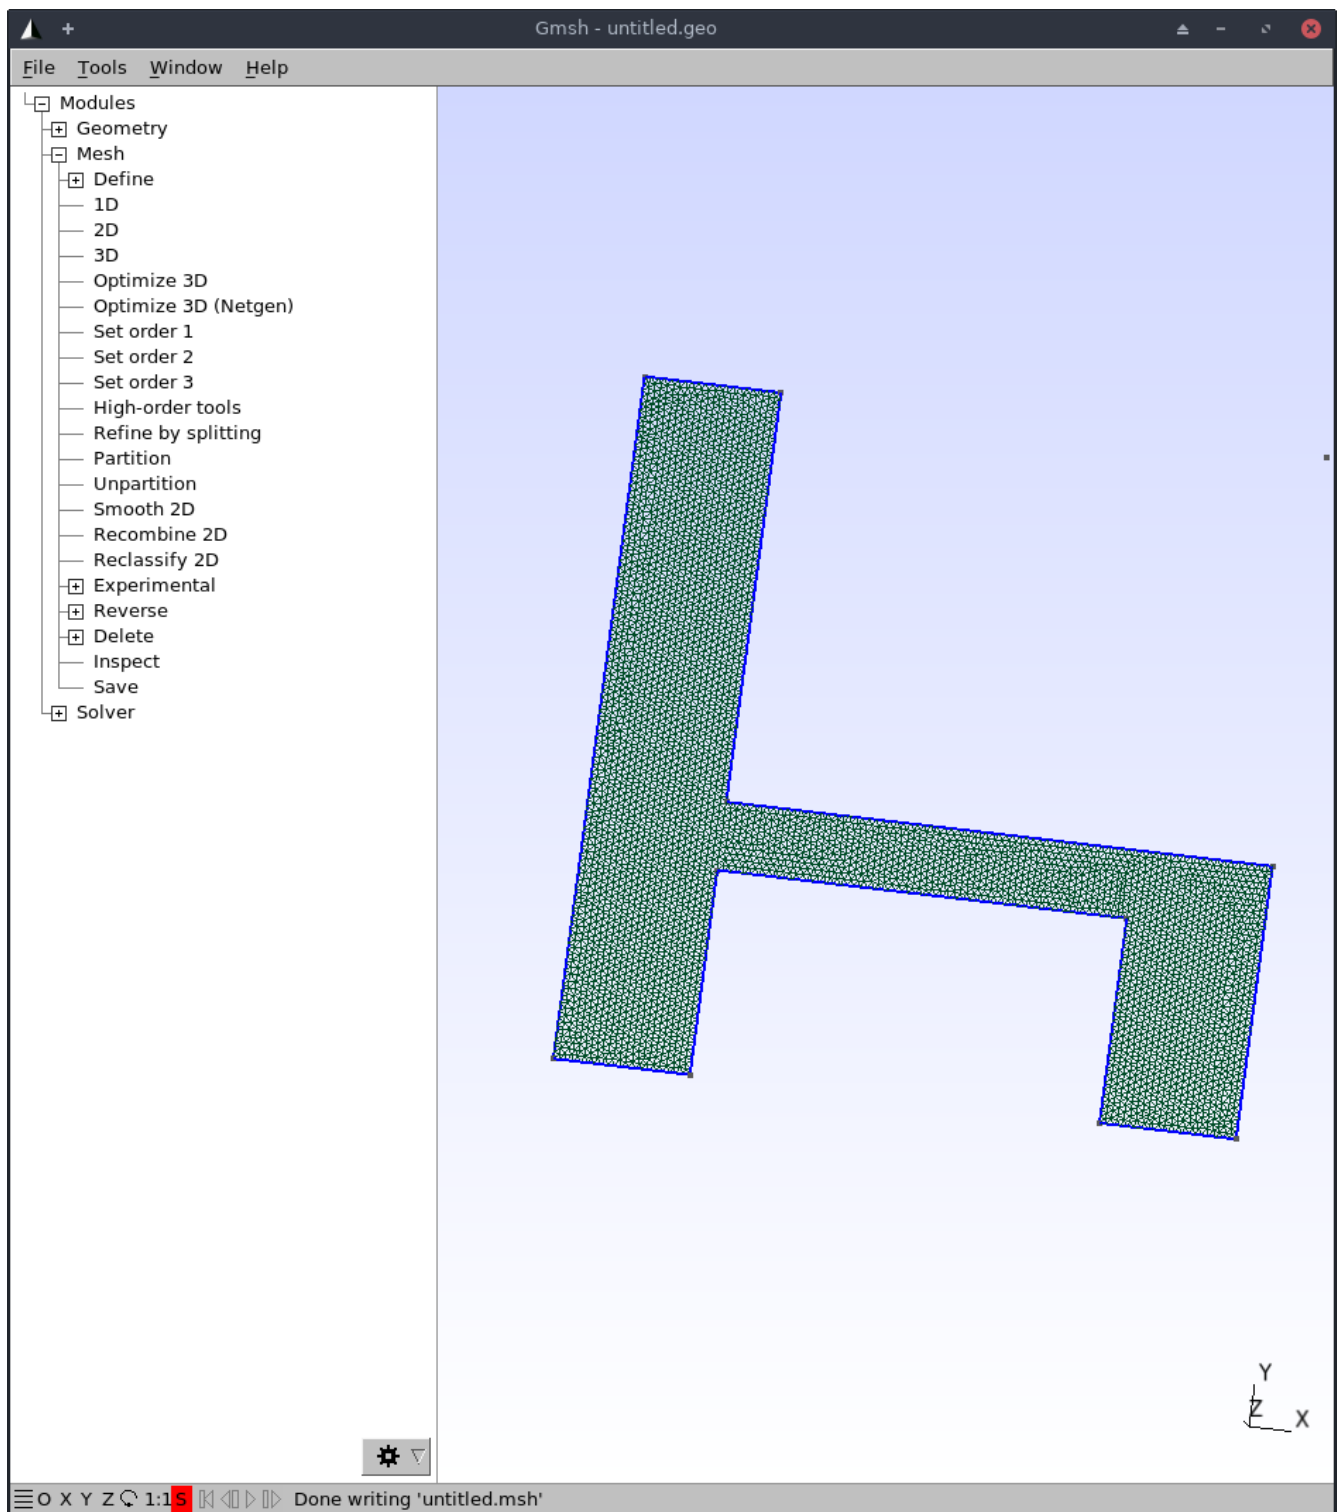 Gmsh - untitled.geo
File Tools Window Help
Modules
Geometry
Mesh
Define
1D
2D
3D
Optimize 3D
Optimize 3D (Netgen)
Set order 1
Set order 2
Set order 3
High-order tools
Refine by splitting
Partition
Unpartition
Smooth 2D
Recombine 2D
Reclassify 2D
Experimental
Reverse
Delete
Inspect
Save
Solver
Y
Z X
O X Y Z 1:1 S Done writing 'untitled.msh'